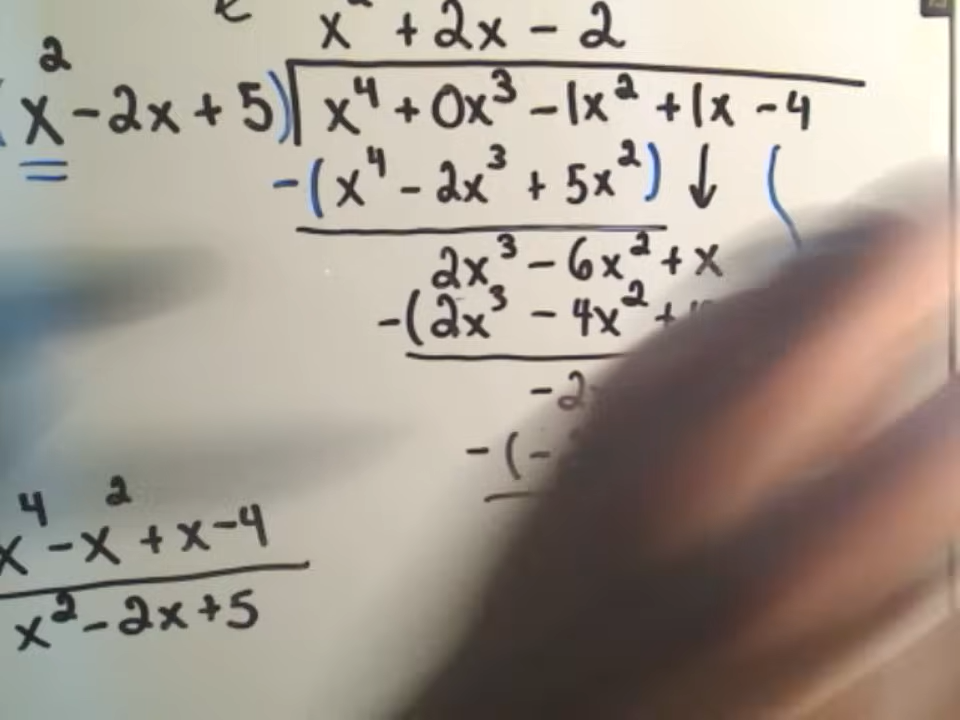 x² + 2x - 2
x² - 2x + 5) x⁴ + 0x³ - 1x² + 1x - 4
-(x⁴ - 2x³ + 5x²) ↓ (
2x³ - 6x² + x
-(2x³ - 4x² +
-2
-(-
x⁴ - x² + x - 4
x² - 2x + 5